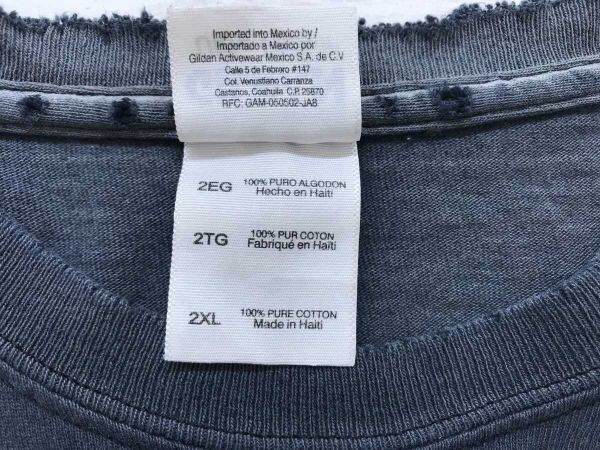 Imported into Mexico by /
Importado a Mexico por
Gildan Activewear Mexico S.A. de C.V
Calle 5 de Febrero #147
Col. Venustiano Carranza
Castanos, Coahuila C.P. 25870
RFC: GAM-050502-JA8
2EG 100% PURO ALGODON
Hecho en Haiti
2TG 100% PUR COTON
Fabriqué en Haïti
2XL 100% PURE COTTON
Made in Haiti